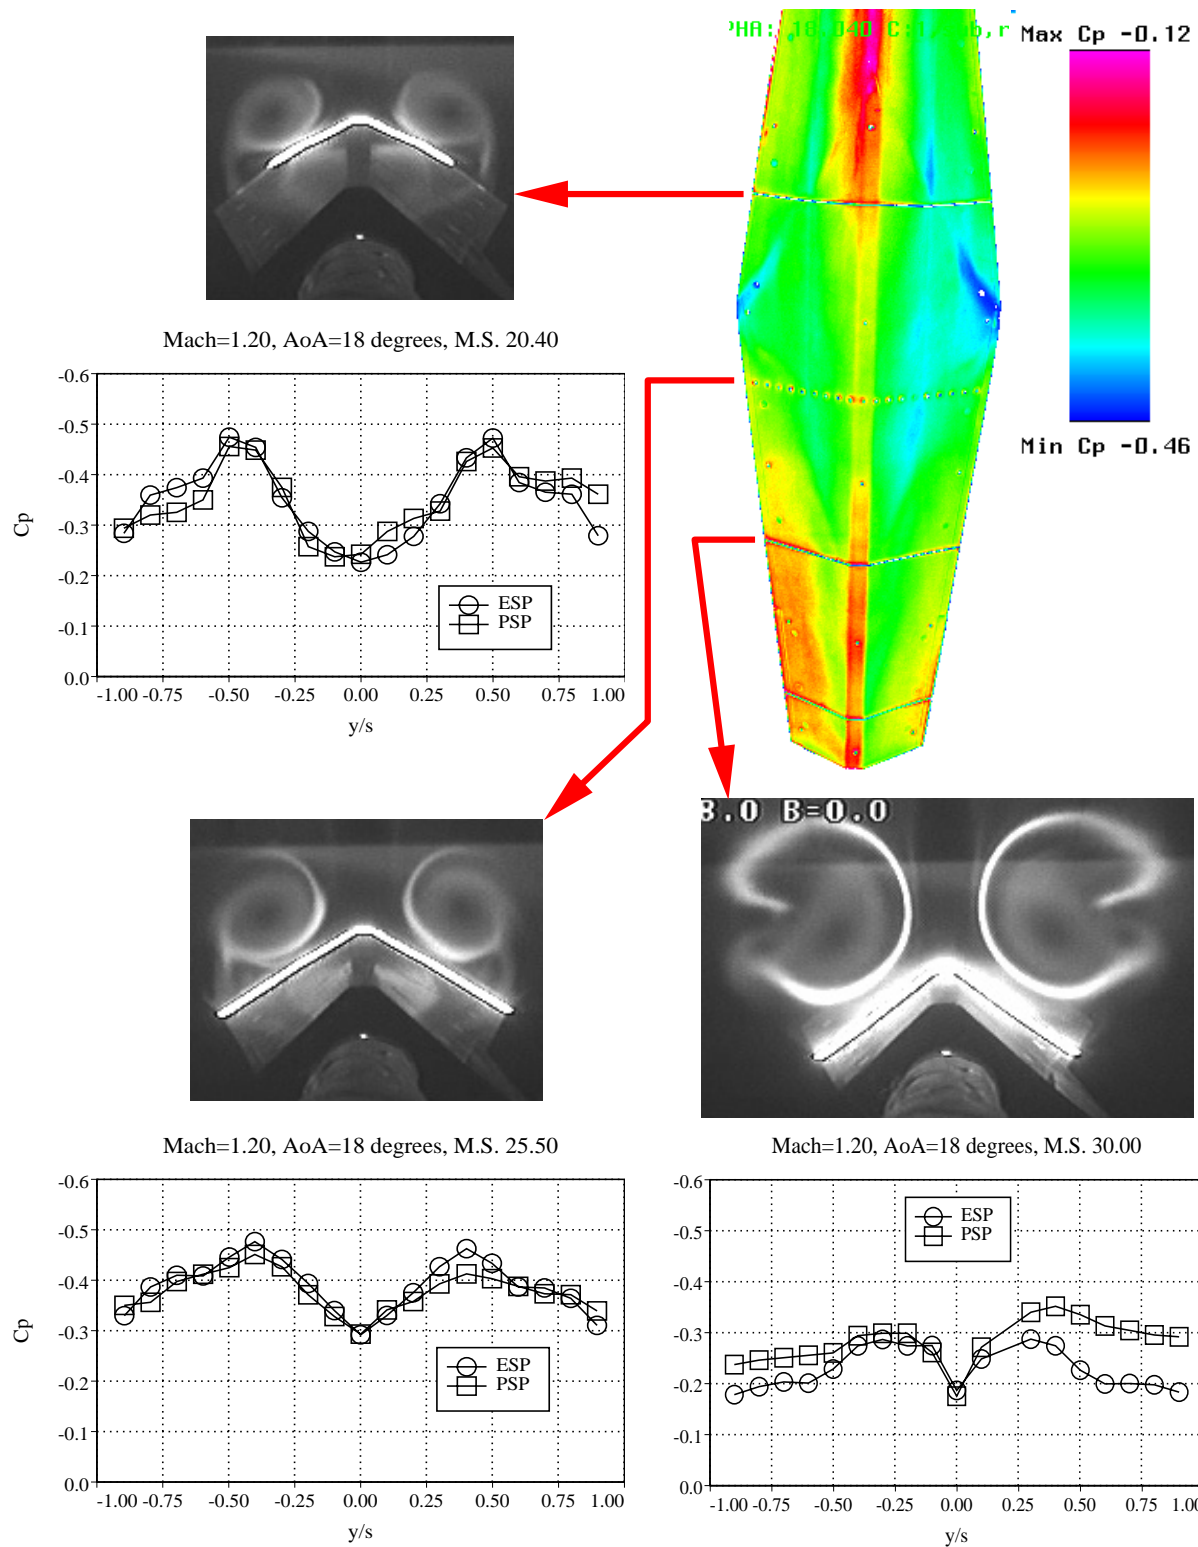 Max Cp -0.12
Min Cp -0.46
Mach=1.20, AoA=18 degrees, M.S. 20.40
-0.6
-0.5
-0.4
-0.3
-0.2
-0.1
0.0
Cp
ESP
PSP
-1.00 -0.75 -0.50 -0.25 0.00 0.25 0.50 0.75 1.00
y/s
8.0 B=0.0
Mach=1.20, AoA=18 degrees, M.S. 25.50
-0.6
-0.5
-0.4
-0.3
-0.2
-0.1
0.0
Cp
ESP
PSP
-1.00 -0.75 -0.50 -0.25 0.00 0.25 0.50 0.75 1.00
y/s
Mach=1.20, AoA=18 degrees, M.S. 30.00
-0.6
-0.5
-0.4
-0.3
-0.2
-0.1
0.0
ESP
PSP
-1.00 -0.75 -0.50 -0.25 0.00 0.25 0.50 0.75 1.00
y/s